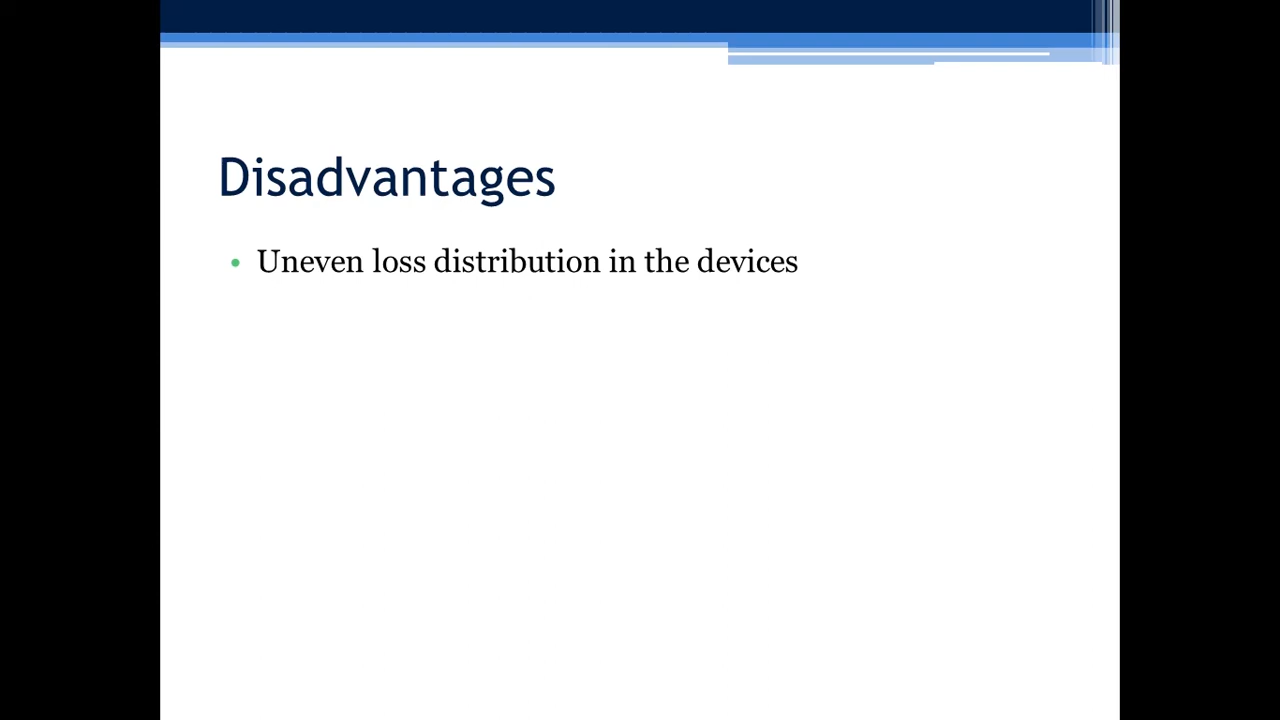 Disadvantages
• Uneven loss distribution in the devices